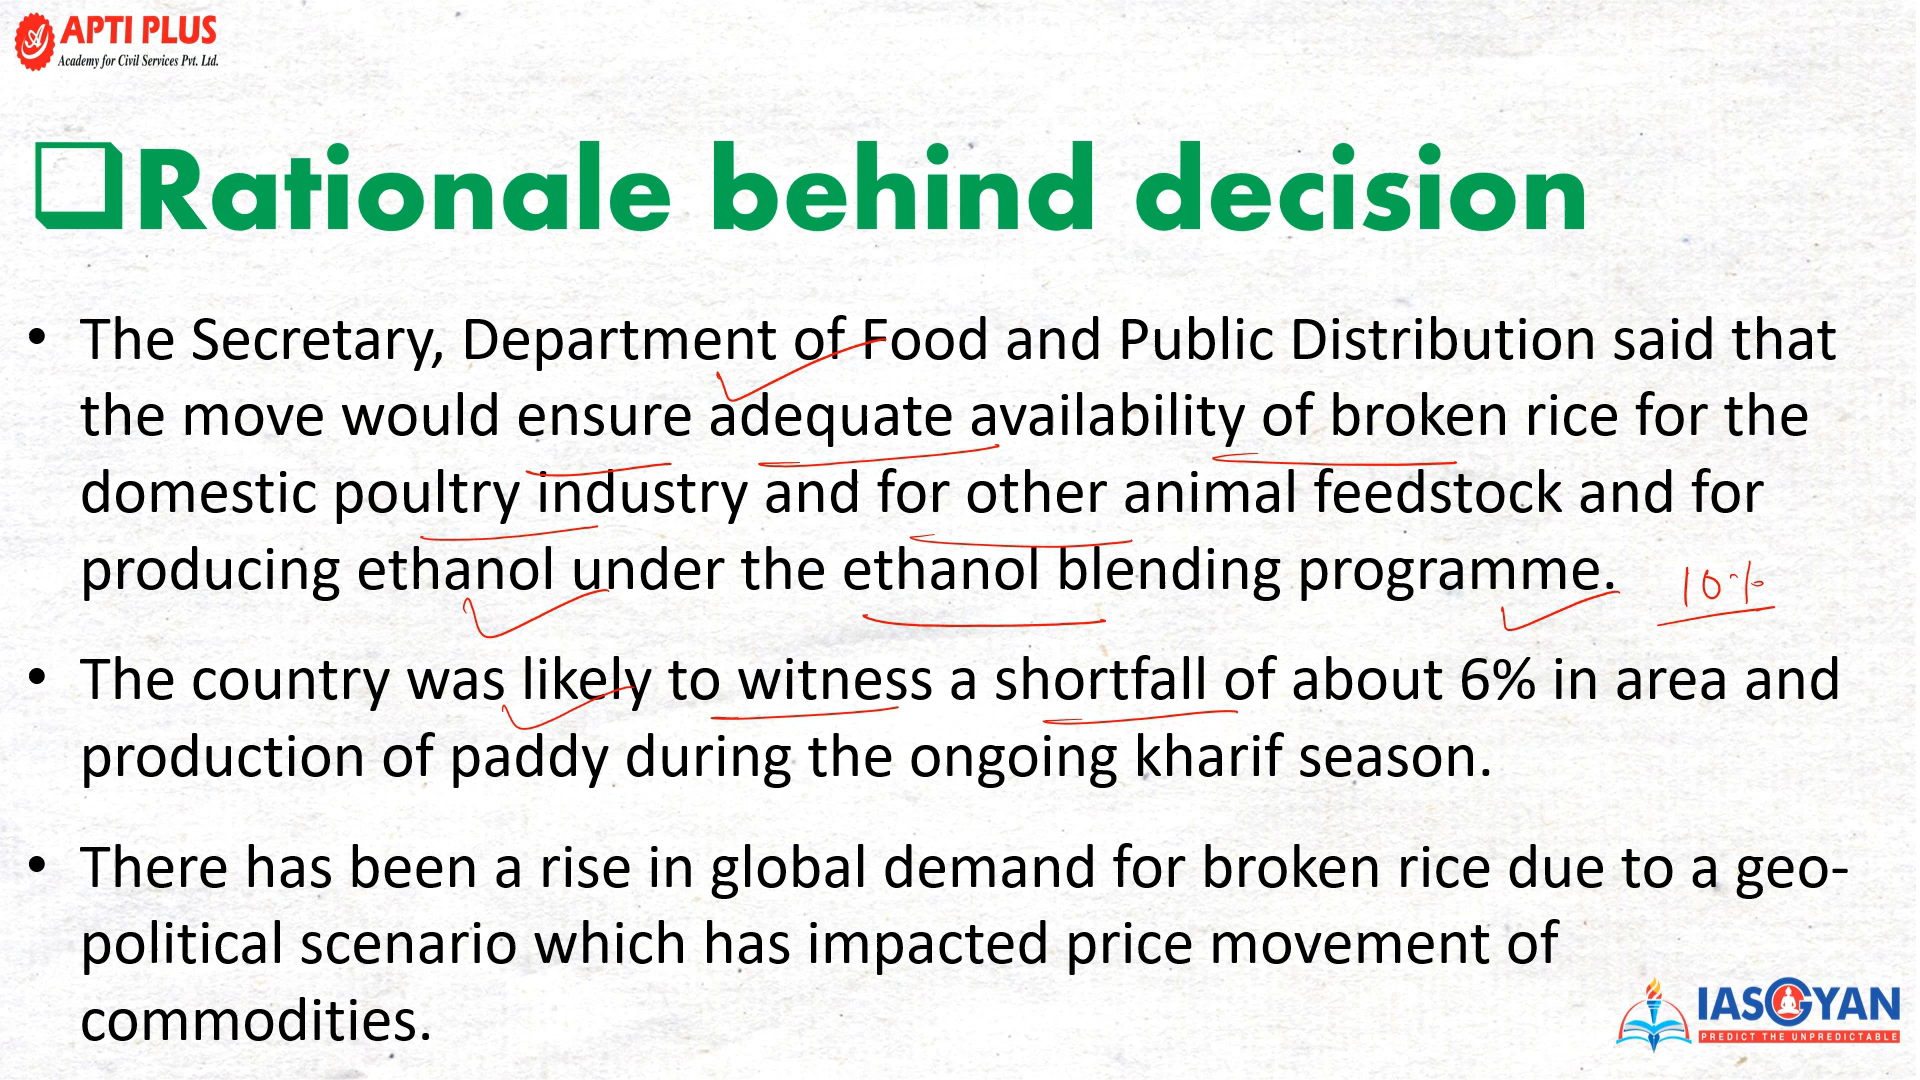 APTI PLUS
Academy for Civil Services Pvt. Ltd.
Rationale behind decision
• The Secretary, Department of Food and Public Distribution said that
the move would ensure adequate availability of broken rice for the
domestic poultry industry and for other animal feedstock and for
producing ethanol under the ethanol blending programme.
10%
• The country was likely to witness a shortfall of about 6% in area and
production of paddy during the ongoing kharif season.
• There has been a rise in global demand for broken rice due to a geo-
political scenario which has impacted price movement of
commodities.
IASGYAN
PREDICT THE UNPREDICTABLE